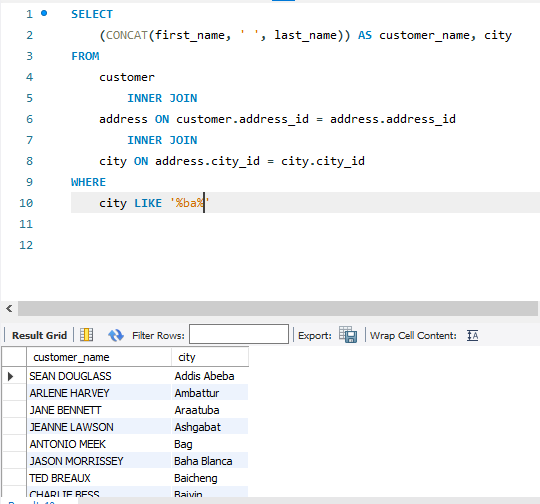 1 SELECT
2 (CONCAT(first_name, ' ', last_name)) AS customer_name, city
3 FROM
4 customer
5 INNER JOIN
6 address ON customer.address_id = address.address_id
7 INNER JOIN
8 city ON address.city_id = city.city_id
9 WHERE
10 city LIKE '%ba%'
11
12
Result Grid Filter Rows: Export: Wrap Cell Content: IA
customer_name city
SEAN DOUGLASS Addis Abeba
ARLENE HARVEY Ambattur
JANE BENNETT Araatuba
JEANNE LAWSON Ashgabat
ANTONIO MEEK Bag
JASON MORRISSEY Baha Blanca
TED BREAUX Baicheng
CHARLIE BESS Baiyin